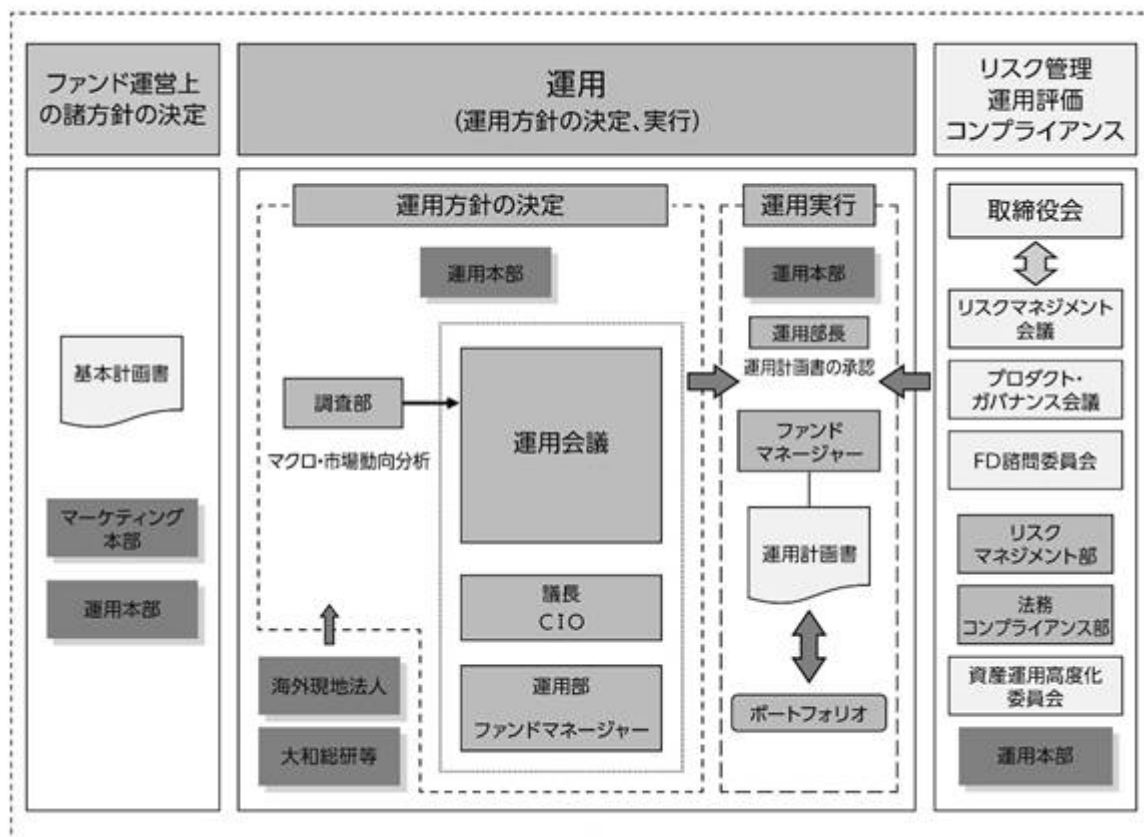 ファンド運営上
の諸方針の決定
運用
(運用方針の決定、実行)
リスク管理
運用評価
コンプライアンス
基本計画書
マーケティング
本部
運用本部
運用方針の決定
運用本部
調査部
マクロ・市場動向分析
運用会議
議長
CIO
運用部
ファンドマネージャー
海外現地法人
大和総研等
運用実行
運用本部
運用部長
運用計画書の承認
ファンド
マネージャー
運用計画書
ポートフォリオ
取締役会
リスクマネジメント
会議
プロダクト・
ガバナンス会議
FD諮問委員会
リスク
マネジメント部
法務
コンプライアンス部
資産運用高度化
委員会
運用本部